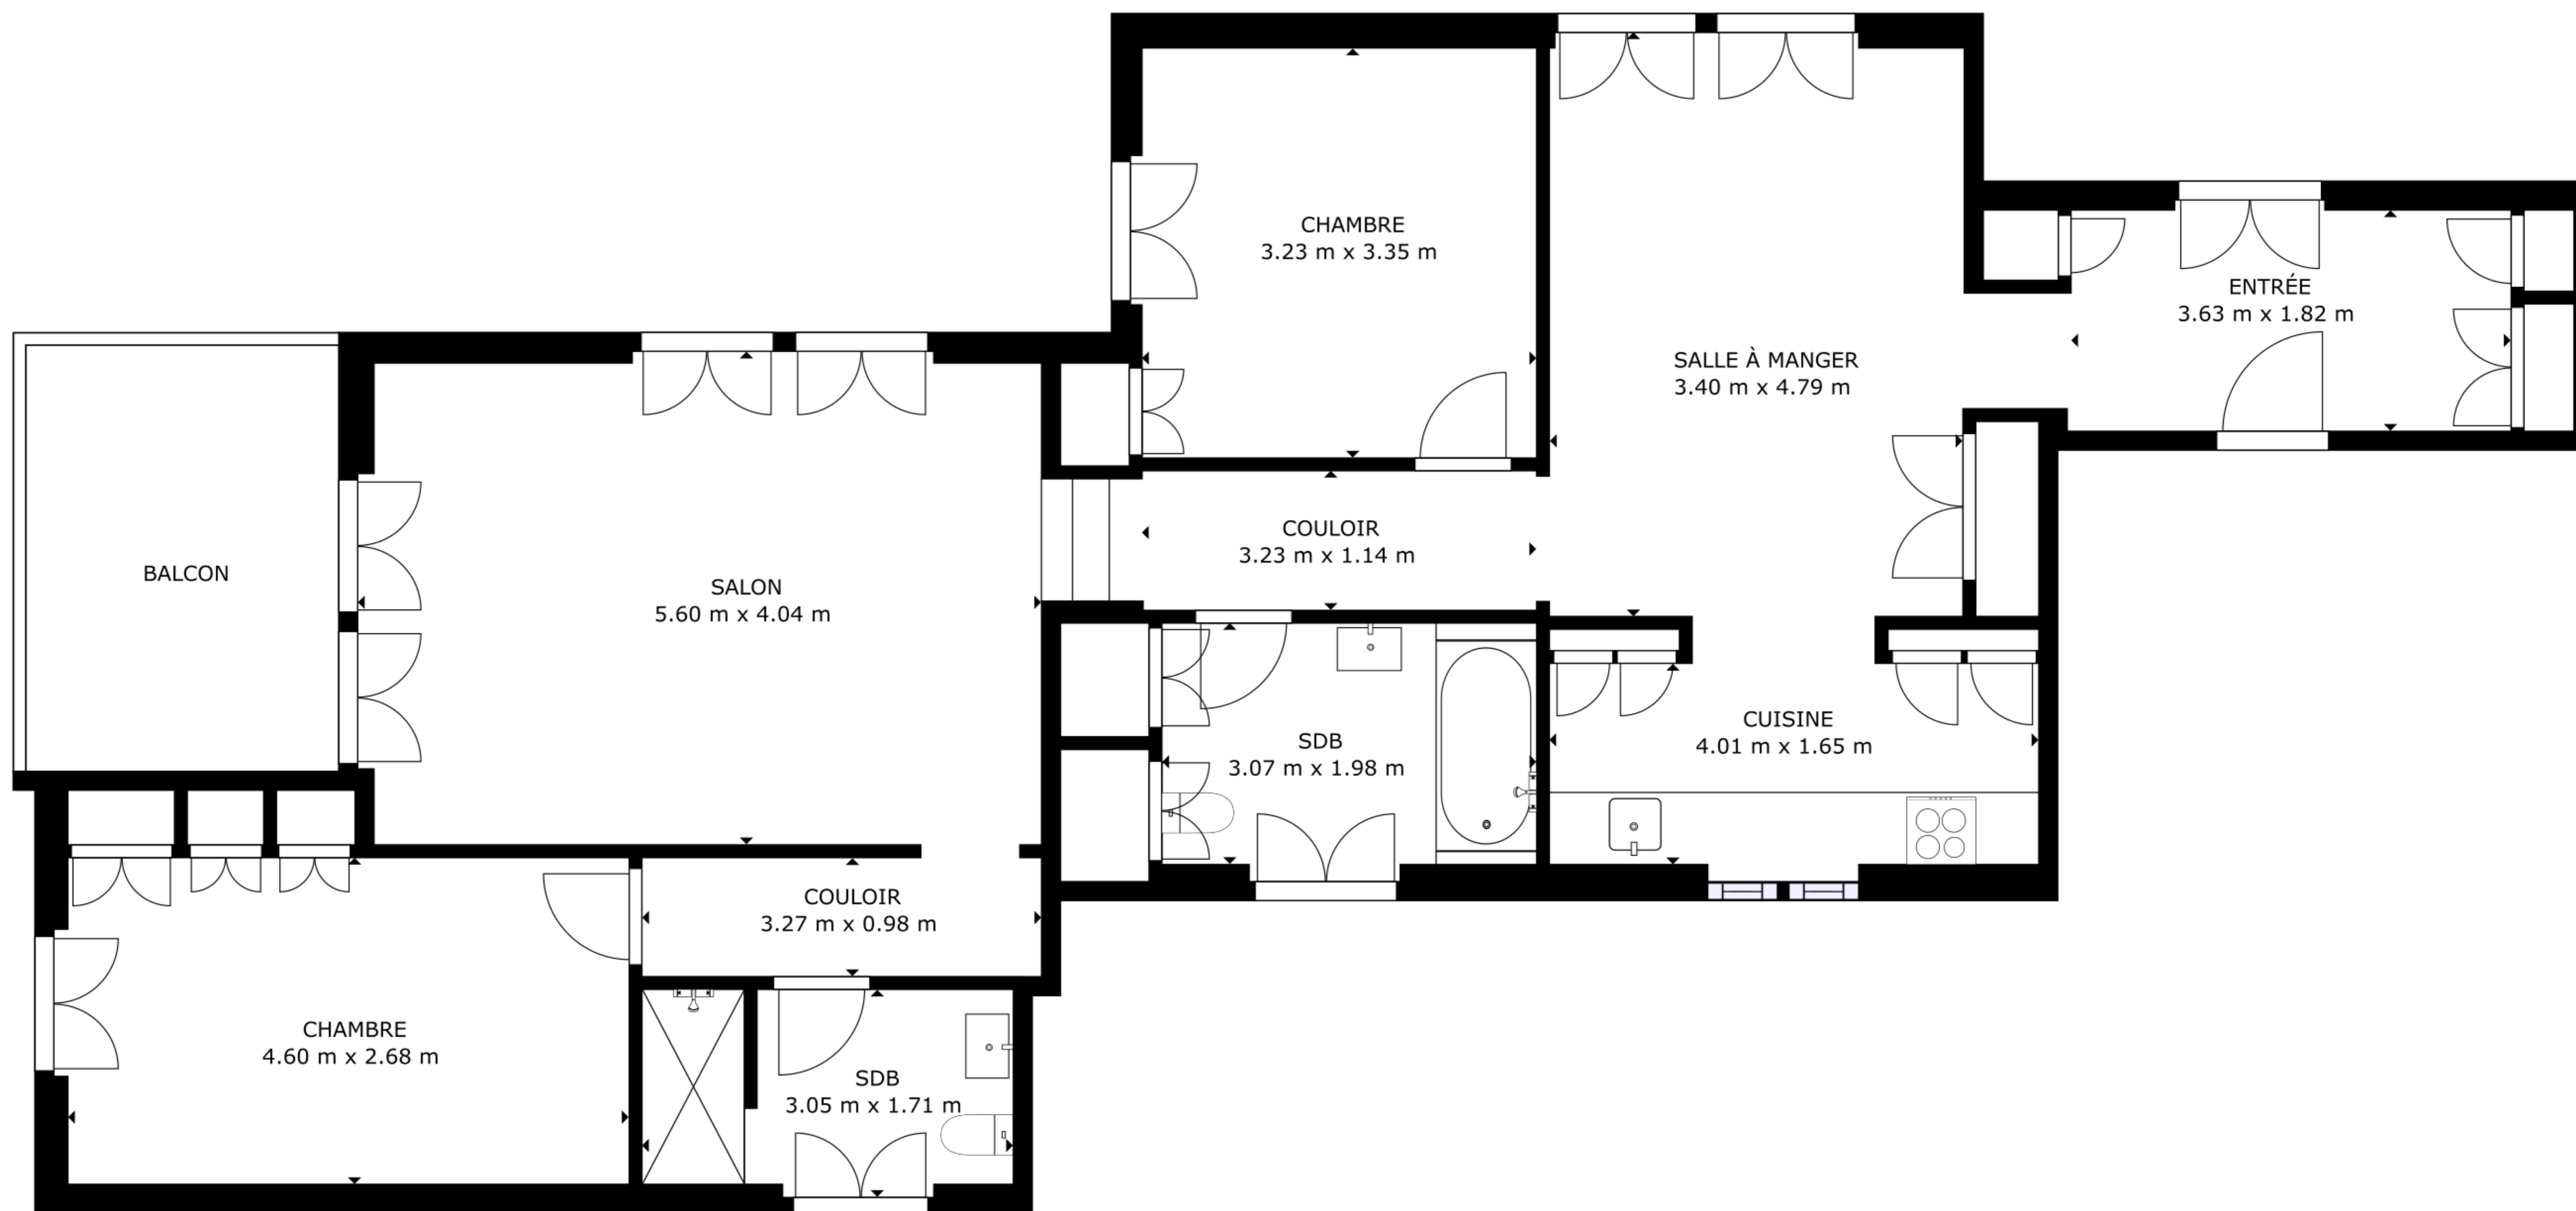 CHAMBRE
3.23 m x 3.35 m
ENTRÉE
3.63 m x 1.82 m
SALLE À MANGER
3.40 m x 4.79 m
COULOIR
3.23 m x 1.14 m
BALCON
SALON
5.60 m x 4.04 m
CUISINE
4.01 m x 1.65 m
SDB
3.07 m x 1.98 m
COULOIR
3.27 m x 0.98 m
CHAMBRE
4.60 m x 2.68 m
SDB
3.05 m x 1.71 m